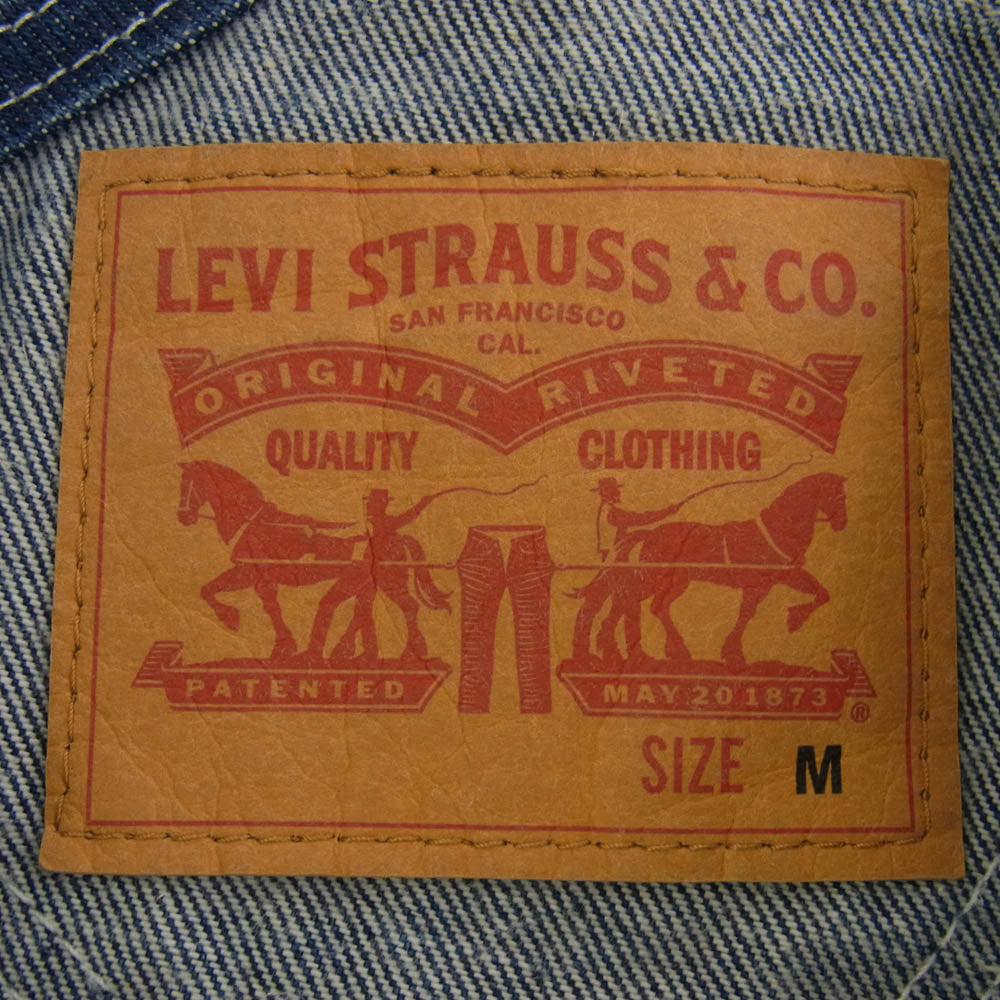 LEVI STRAUSS & CO.
SAN FRANCISCO
CAL.
ORIGINAL RIVETED
QUALITY CLOTHING
PATENTED MAY 20 1873 ®
SIZE M